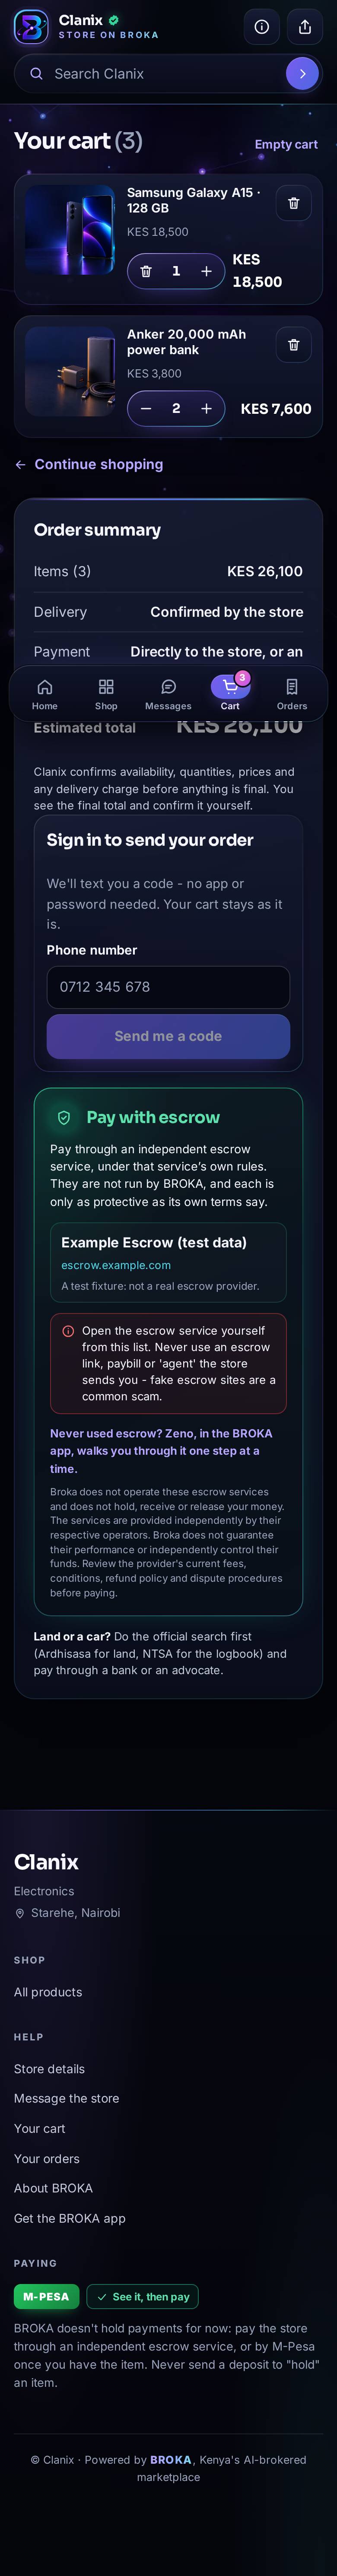 Clanix
STORE ON BROKA
Search Clanix
Your cart (3)
Empty cart
Samsung Galaxy A15 ·
128 GB
KES 18,500
1
KES
18,500
Anker 20,000 mAh
power bank
KES 3,800
2
KES 7,600
Continue shopping
Order summary
Items (3)
KES 26,100
Delivery
Confirmed by the store
Payment
Directly to the store, or an
3
Home
Shop
Messages
Cart
Orders
Estimated total
KES 26,100
Clanix confirms availability, quantities, prices and
any delivery charge before anything is final. You
see the final total and confirm it yourself.
Sign in to send your order
We'll text you a code - no app or
password needed. Your cart stays as it
is.
Phone number
0712 345 678
Send me a code
Pay with escrow
Pay through an independent escrow
service, under that service's own rules.
They are not run by BROKA, and each is
only as protective as its own terms say.
Example Escrow (test data)
escrow.example.com
A test fixture: not a real escrow provider.
Open the escrow service yourself
from this list. Never use an escrow
link, paybill or 'agent' the store
sends you - fake escrow sites are a
common scam.
Never used escrow? Zeno, in the BROKA
app, walks you through it one step at a
time.
Broka does not operate these escrow services
and does not hold, receive or release your money.
The services are provided independently by their
respective operators. Broka does not guarantee
their performance or independently control their
funds. Review the provider's current fees,
conditions, refund policy and dispute procedures
before paying.
Land or a car? Do the official search first
(Ardhisasa for land, NTSA for the logbook) and
pay through a bank or an advocate.
Clanix
Electronics
Starehe, Nairobi
SHOP
All products
HELP
Store details
Message the store
Your cart
Your orders
About BROKA
Get the BROKA app
PAYING
M-PESA
See it, then pay
BROKA doesn't hold payments for now: pay the store
through an independent escrow service, or by M-Pesa
once you have the item. Never send a deposit to "hold"
an item.
© Clanix · Powered by BROKA, Kenya's AI-brokered
marketplace